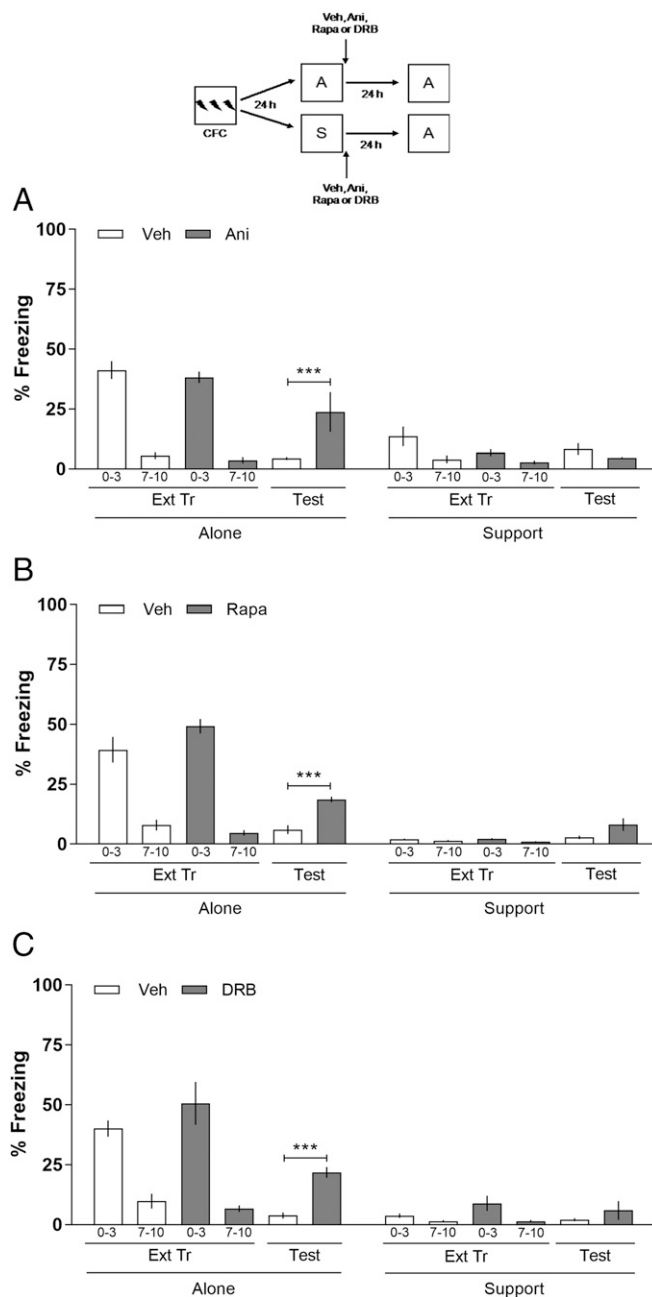 Veh, Ani,
Rapa or DRB
A
24 h
A
24 h
CFC
S
24 h
A
Veh, Ani,
Rapa or DRB
A
100
Veh Ani
75
% Freezing
50
***
25
0
0-3 7-10 0-3 7-10 0-3 7-10 0-3 7-10
Ext Tr Test Ext Tr Test
Alone Support
B
100
Veh Rapa
75
% Freezing
50
***
25
0
0-3 7-10 0-3 7-10 0-3 7-10 0-3 7-10
Ext Tr Test Ext Tr Test
Alone Support
C
100
Veh DRB
75
% Freezing
50
***
25
0
0-3 7-10 0-3 7-10 0-3 7-10 0-3 7-10
Ext Tr Test Ext Tr Test
Alone Support